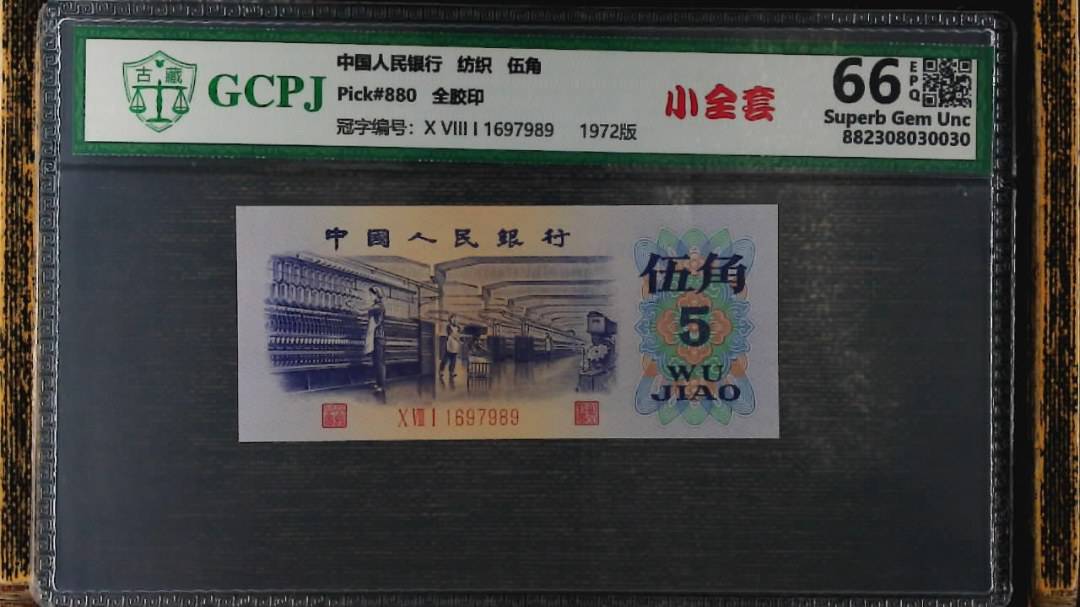 古藏
GCPJ
中国人民银行 纺织 伍角
Pick#880 全胶印
冠字编号: X VIII I 1697989 1972版
小全套
66
EPQ
Superb Gem Unc
882308030030
中國人民銀行
伍角
5
WU
JIAO
X VIII I 1697989